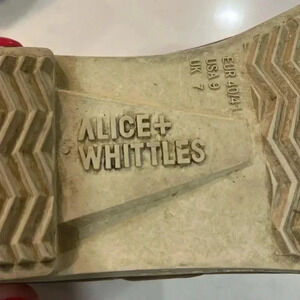 ALICE+
WHITTLES
EUR 40/41
USA 9
UK 7